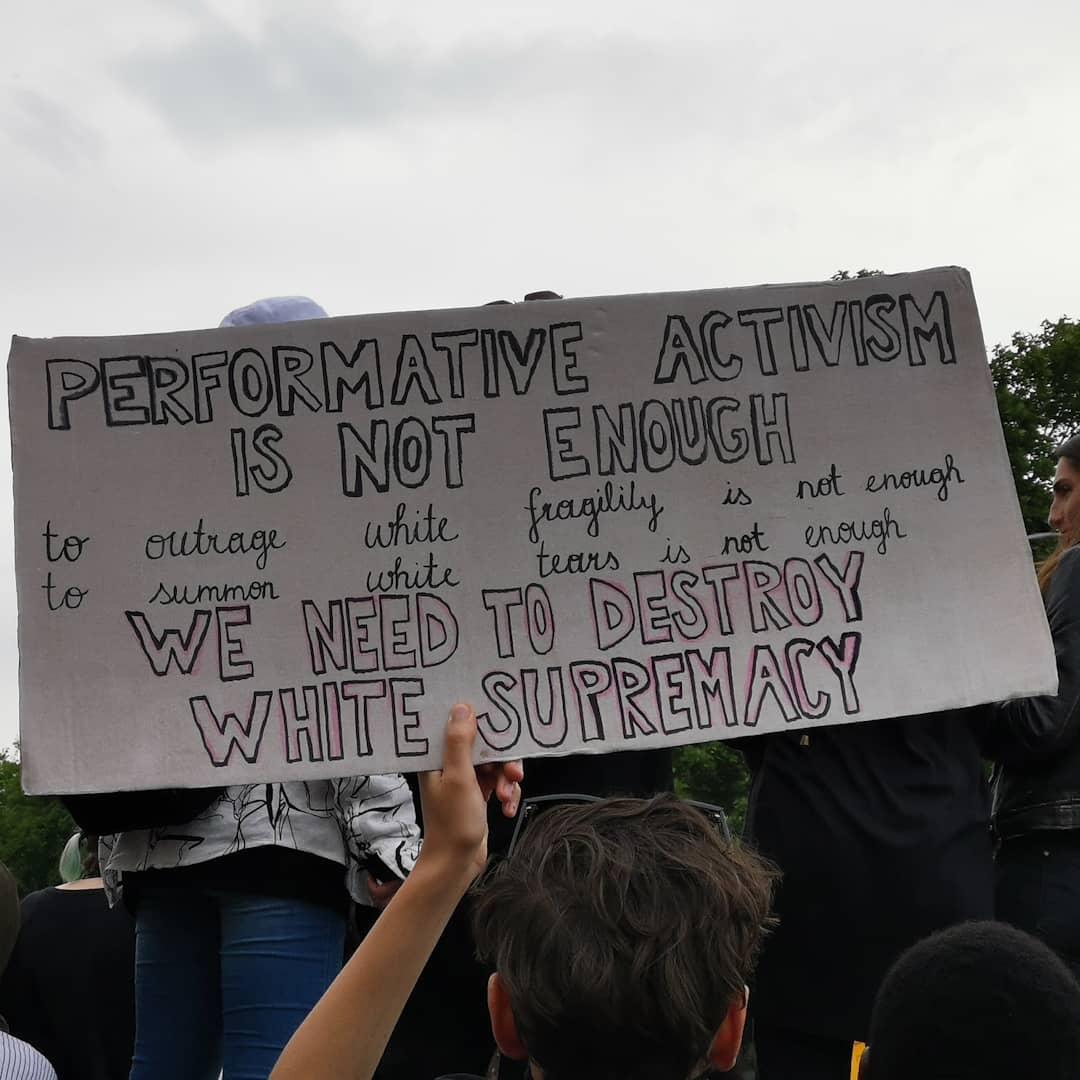 PERFORMATIVE ACTIVISM
IS NOT ENOUGH
to outrage white fragility is not enough
to summon white tears is not enough
WE NEED TO DESTROY
WHITE SUPREMACY